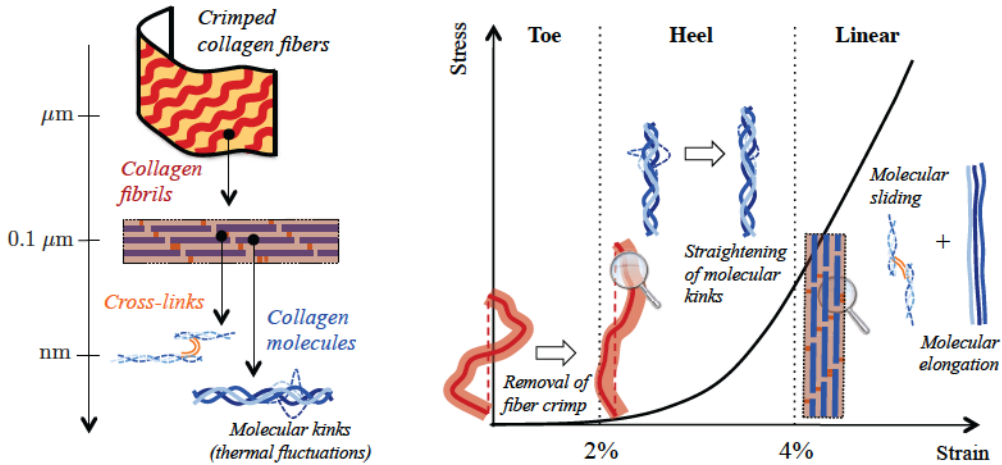 Crimped
collagen fibers
μm
Collagen
fibrils
0.1 μm
Cross-links
Collagen
molecules
nm
Molecular kinks
(thermal fluctuations)
Stress
Toe
Heel
Linear
Removal of
fiber crimp
Straightening
of molecular
kinks
Molecular
sliding
+
Molecular
elongation
2%
4%
Strain